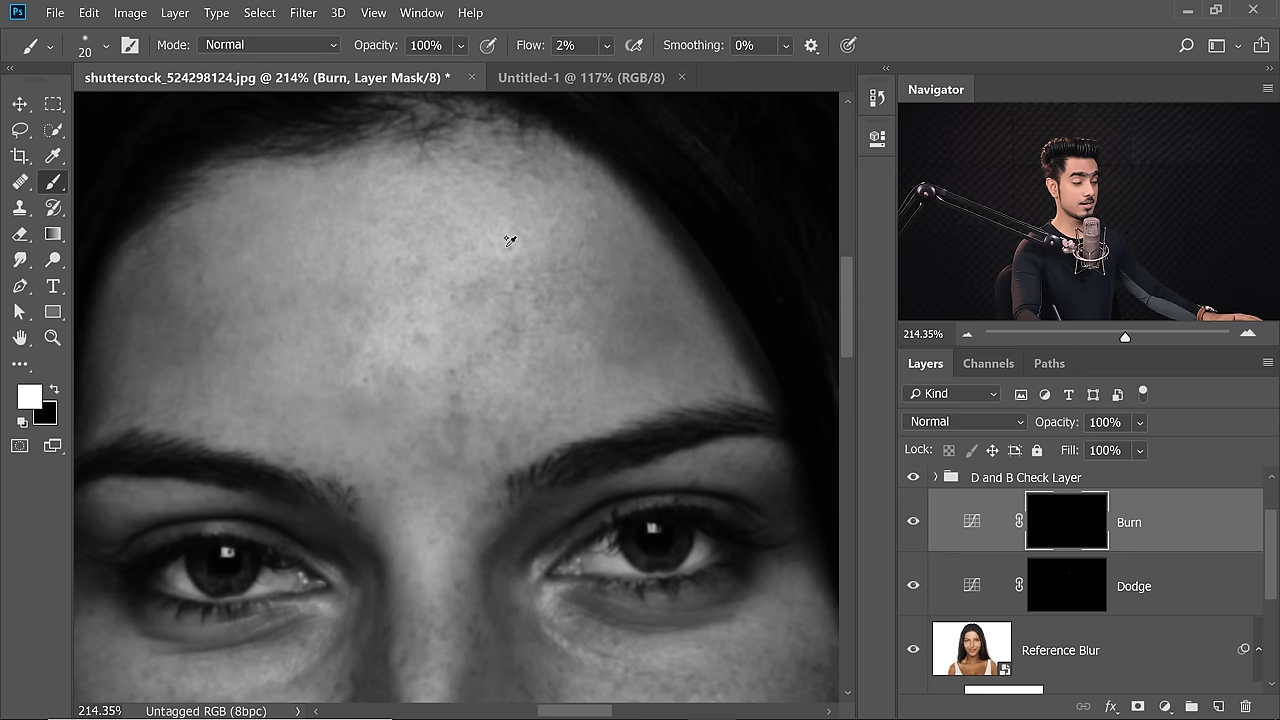 Ps File Edit Image Layer Type Select Filter 3D View Window Help
20 Mode: Normal Opacity: 100% Flow: 2% Smoothing: 0%
shutterstock_524298124.jpg @ 214% (Burn, Layer Mask/8) * × Untitled-1 @ 117% (RGB/8) ×
Navigator
214.35%
Layers Channels Paths
Kind
Normal Opacity: 100%
Lock: Fill: 100%
D and B Check Layer
Burn
Dodge
Reference Blur
214.35% Untagged RGB (8bpc)
fx